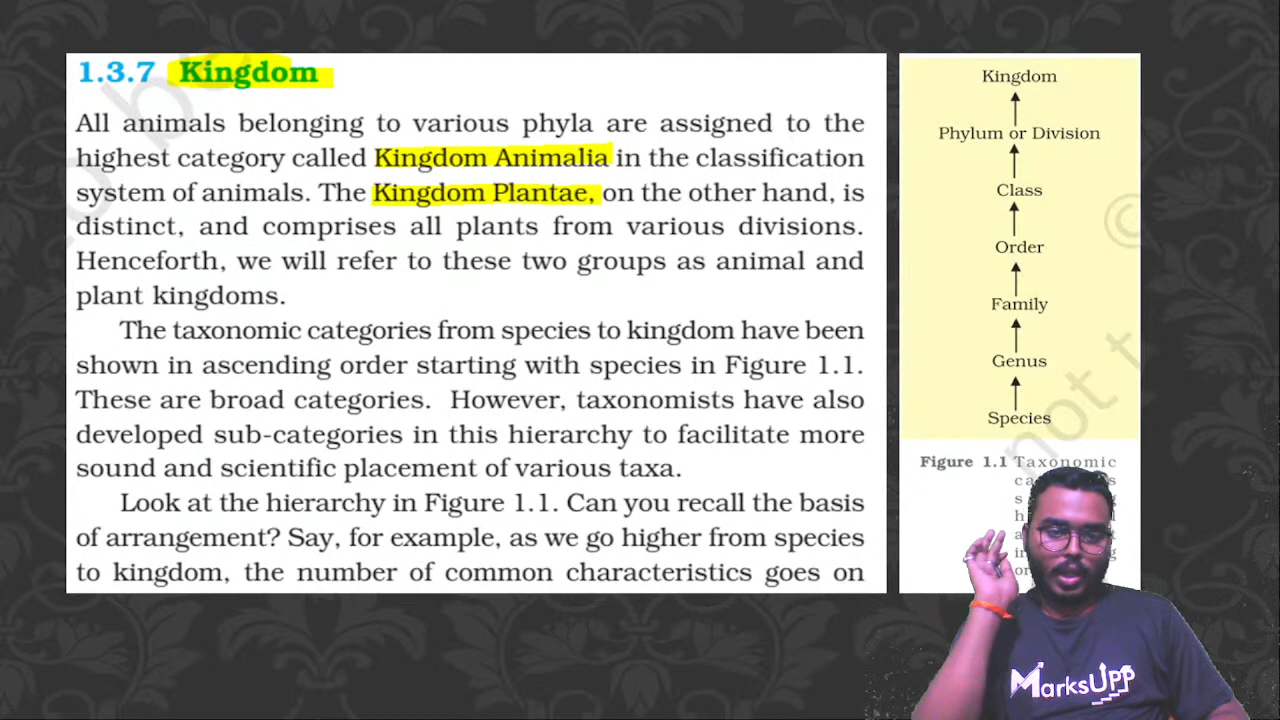 1.3.7 Kingdom
All animals belonging to various phyla are assigned to the
highest category called Kingdom Animalia in the classification
system of animals. The Kingdom Plantae, on the other hand, is
distinct, and comprises all plants from various divisions.
Henceforth, we will refer to these two groups as animal and
plant kingdoms.
The taxonomic categories from species to kingdom have been
shown in ascending order starting with species in Figure 1.1.
These are broad categories. However, taxonomists have also
developed sub-categories in this hierarchy to facilitate more
sound and scientific placement of various taxa.
Look at the hierarchy in Figure 1.1. Can you recall the basis
of arrangement? Say, for example, as we go higher from species
to kingdom, the number of common characteristics goes on
Kingdom
Phylum or Division
Class
Order
Family
Genus
Species
Figure 1.1 Taxonomic
not t
©
MarksUPP